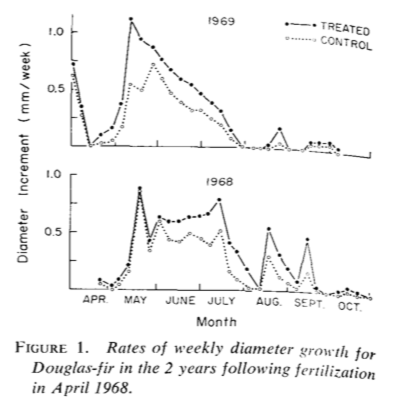 1969
TREATED
CONTROL
1.0
0.5
Diameter Increment (mm/week)
1968
1.0
0.5
APR. MAY JUNE JULY AUG. SEPT. OCT.
Month
FIGURE 1. Rates of weekly diameter growth for
Douglas-fir in the 2 years following fertilization
in April 1968.